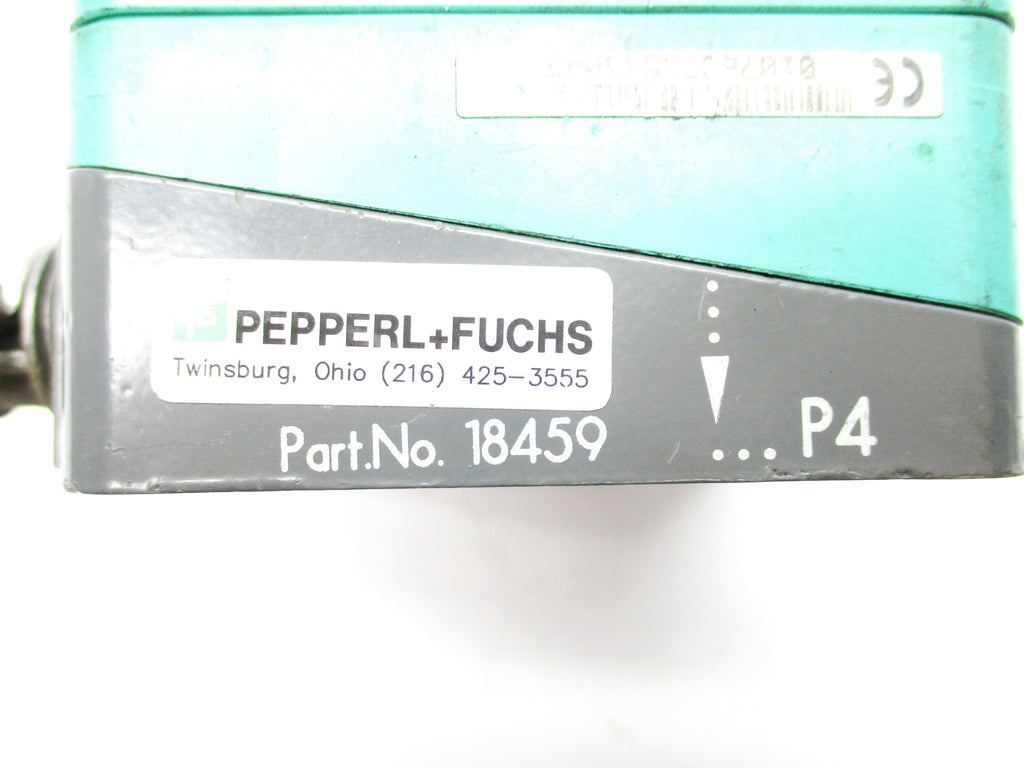 PEPPERL+FUCHS
Twinsburg, Ohio (216) 425-3555
Part.No. 18459
... P4